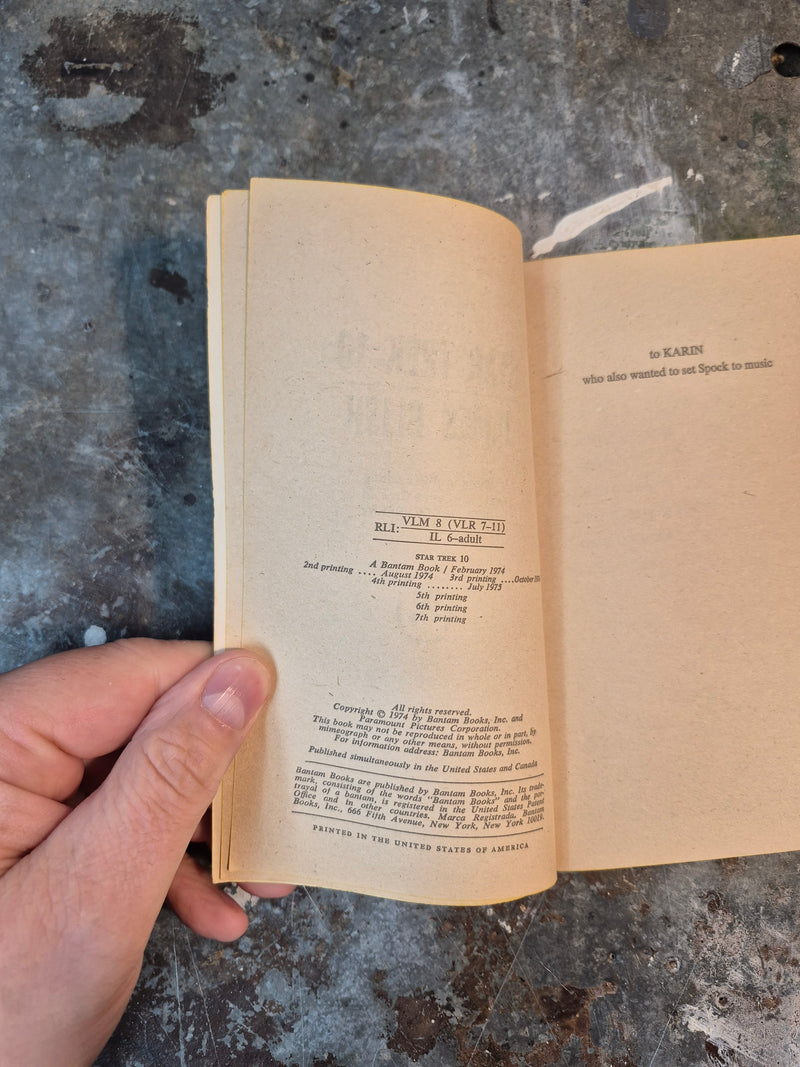 RLI: VLM 8 (VLR 7–11)
IL 6–adult
STAR TREK 10
A Bantam Book / February 1974
2nd printing .... August 1974 3rd printing ....October
4th printing ........ July 1975
5th printing
6th printing
7th printing
All rights reserved.
Copyright © 1974 by Bantam Books, Inc. and
Paramount Pictures Corporation.
This book may not be reproduced in whole or in part, by
mimeograph or any other means, without permission.
For information address: Bantam Books, Inc.
Published simultaneously in the United States and Canada
Bantam Books are published by Bantam Books, Inc. Its trade-
mark, consisting of the words "Bantam Books" and the por-
trayal of a bantam, is registered in the United States Patent
Office and in other countries. Marca Registrada. Bantam
Books, Inc., 666 Fifth Avenue, New York, New York 10019.
PRINTED IN THE UNITED STATES OF AMERICA
to KARIN
who also wanted to set Spock to music